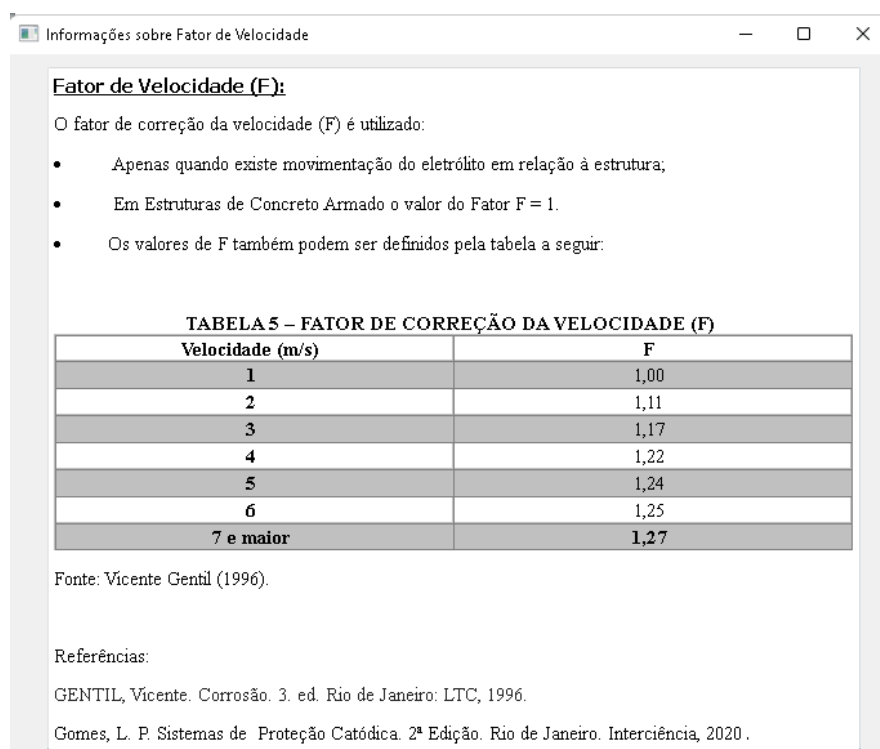 Informações sobre Fator de Velocidade
Fator de Velocidade (F):
O fator de correção da velocidade (F) é utilizado:
• Apenas quando existe movimentação do eletrólito em relação à estrutura;
• Em Estruturas de Concreto Armado o valor do Fator F = 1.
• Os valores de F também podem ser definidos pela tabela a seguir:
TABELA 5 – FATOR DE CORREÇÃO DA VELOCIDADE (F)
Velocidade (m/s) F
1 1,00
2 1,11
3 1,17
4 1,22
5 1,24
6 1,25
7 e maior 1,27
Fonte: Vicente Gentil (1996).
Referências:
GENTIL, Vicente. Corrosão. 3. ed. Rio de Janeiro: LTC, 1996.
Gomes, L. P. Sistemas de Proteção Catódica. 2ª Edição. Rio de Janeiro. Interciência, 2020 .